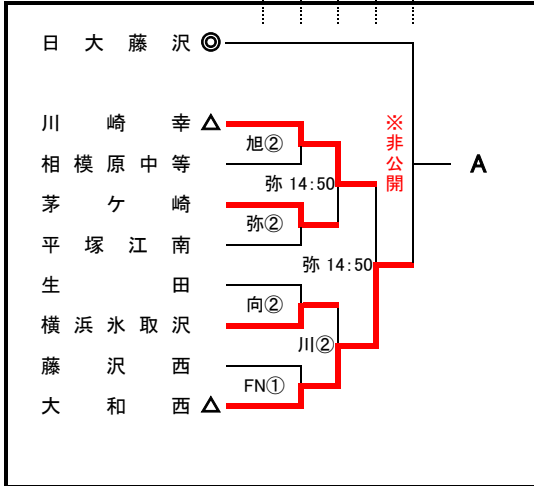 日大藤沢 ◎
※非公開
川崎幸 △
旭②
相模原中等
A
弥 14:50
茅ケ崎
弥②
平塚江南
弥 14:50
生田
向②
横浜氷取沢
川②
藤沢西
FN①
大和西 △